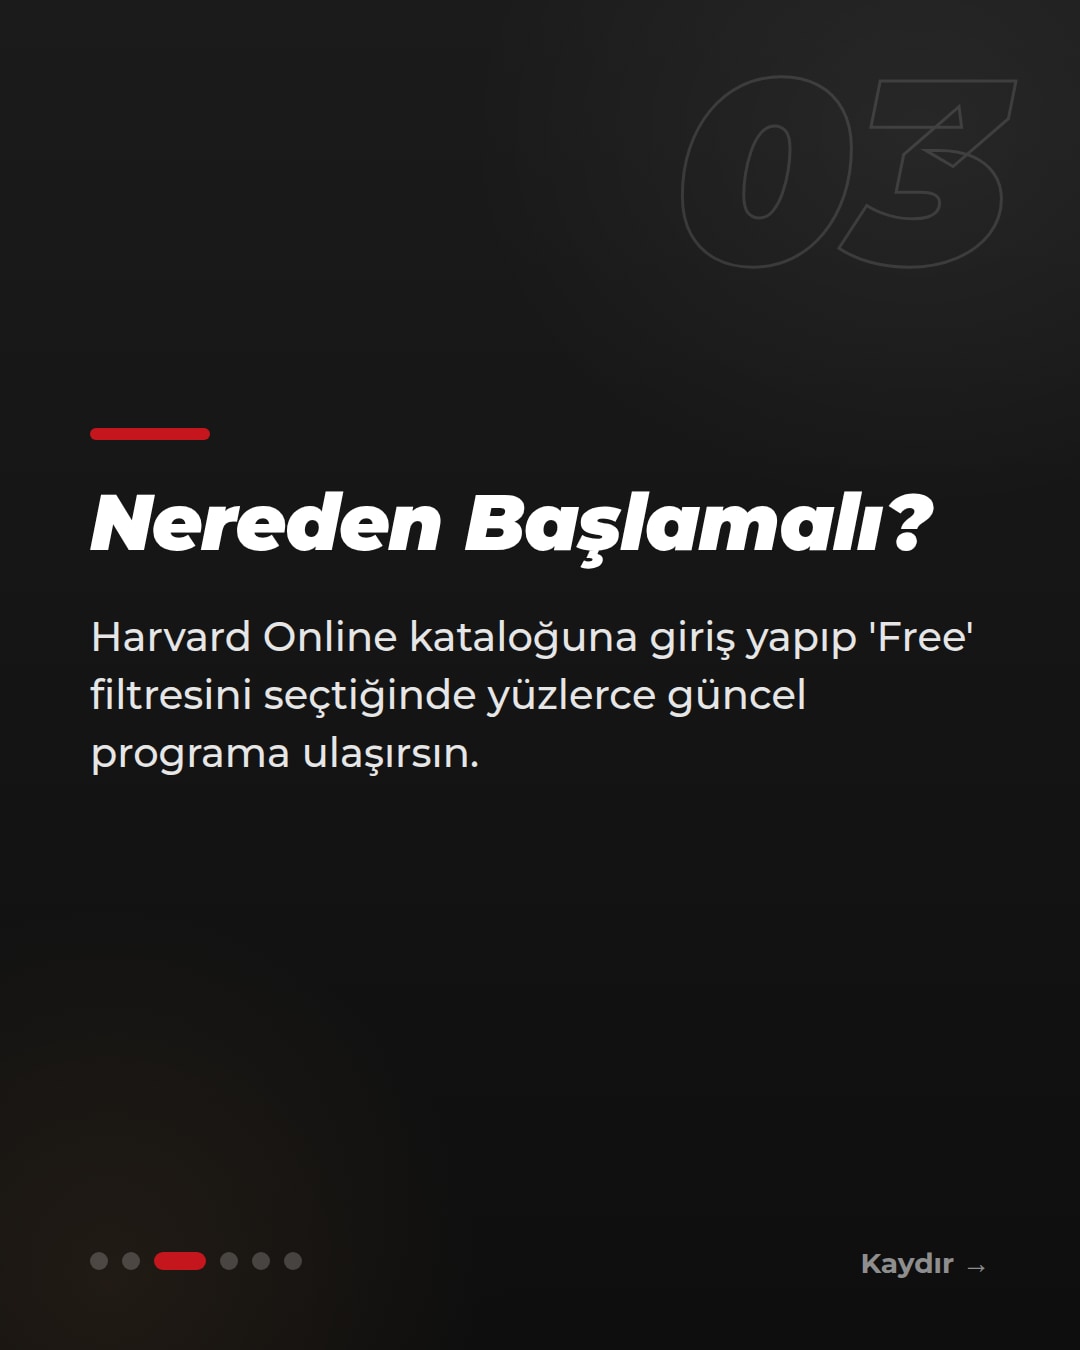 03
Nereden Başlamalı?
Harvard Online kataloğuna giriş yapıp 'Free'
filtresini seçtiğinde yüzlerce güncel
programa ulaşırsın.
Kaydır →